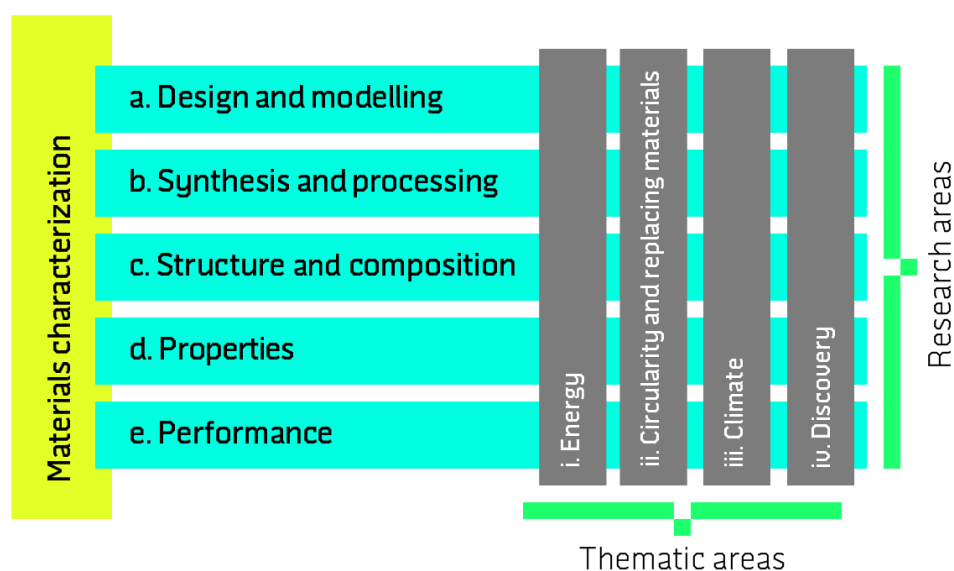 Materials characterization
a. Design and modelling
b. Synthesis and processing
c. Structure and composition
d. Properties
e. Performance
i. Energy
ii. Circularity and replacing materials
iii. Climate
iv. Discovery
Research areas
Thematic areas